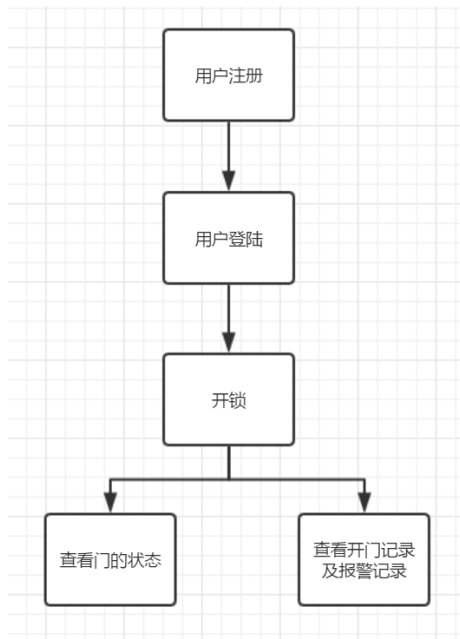 用户注册
用户登陆
开锁
查看门的状态
查看开门记录
及报警记录